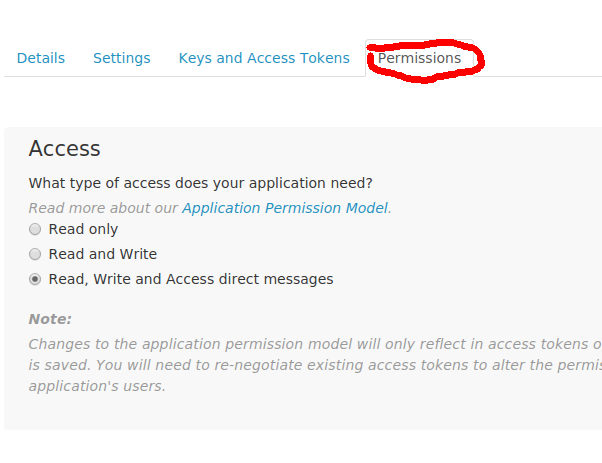 Details Settings Keys and Access Tokens Permissions
Access
What type of access does your application need?
Read more about our Application Permission Model.
Read only
Read and Write
Read, Write and Access direct messages
Note:
Changes to the application permission model will only reflect in access tokens
is saved. You will need to re-negotiate existing access tokens to alter the
application's users.